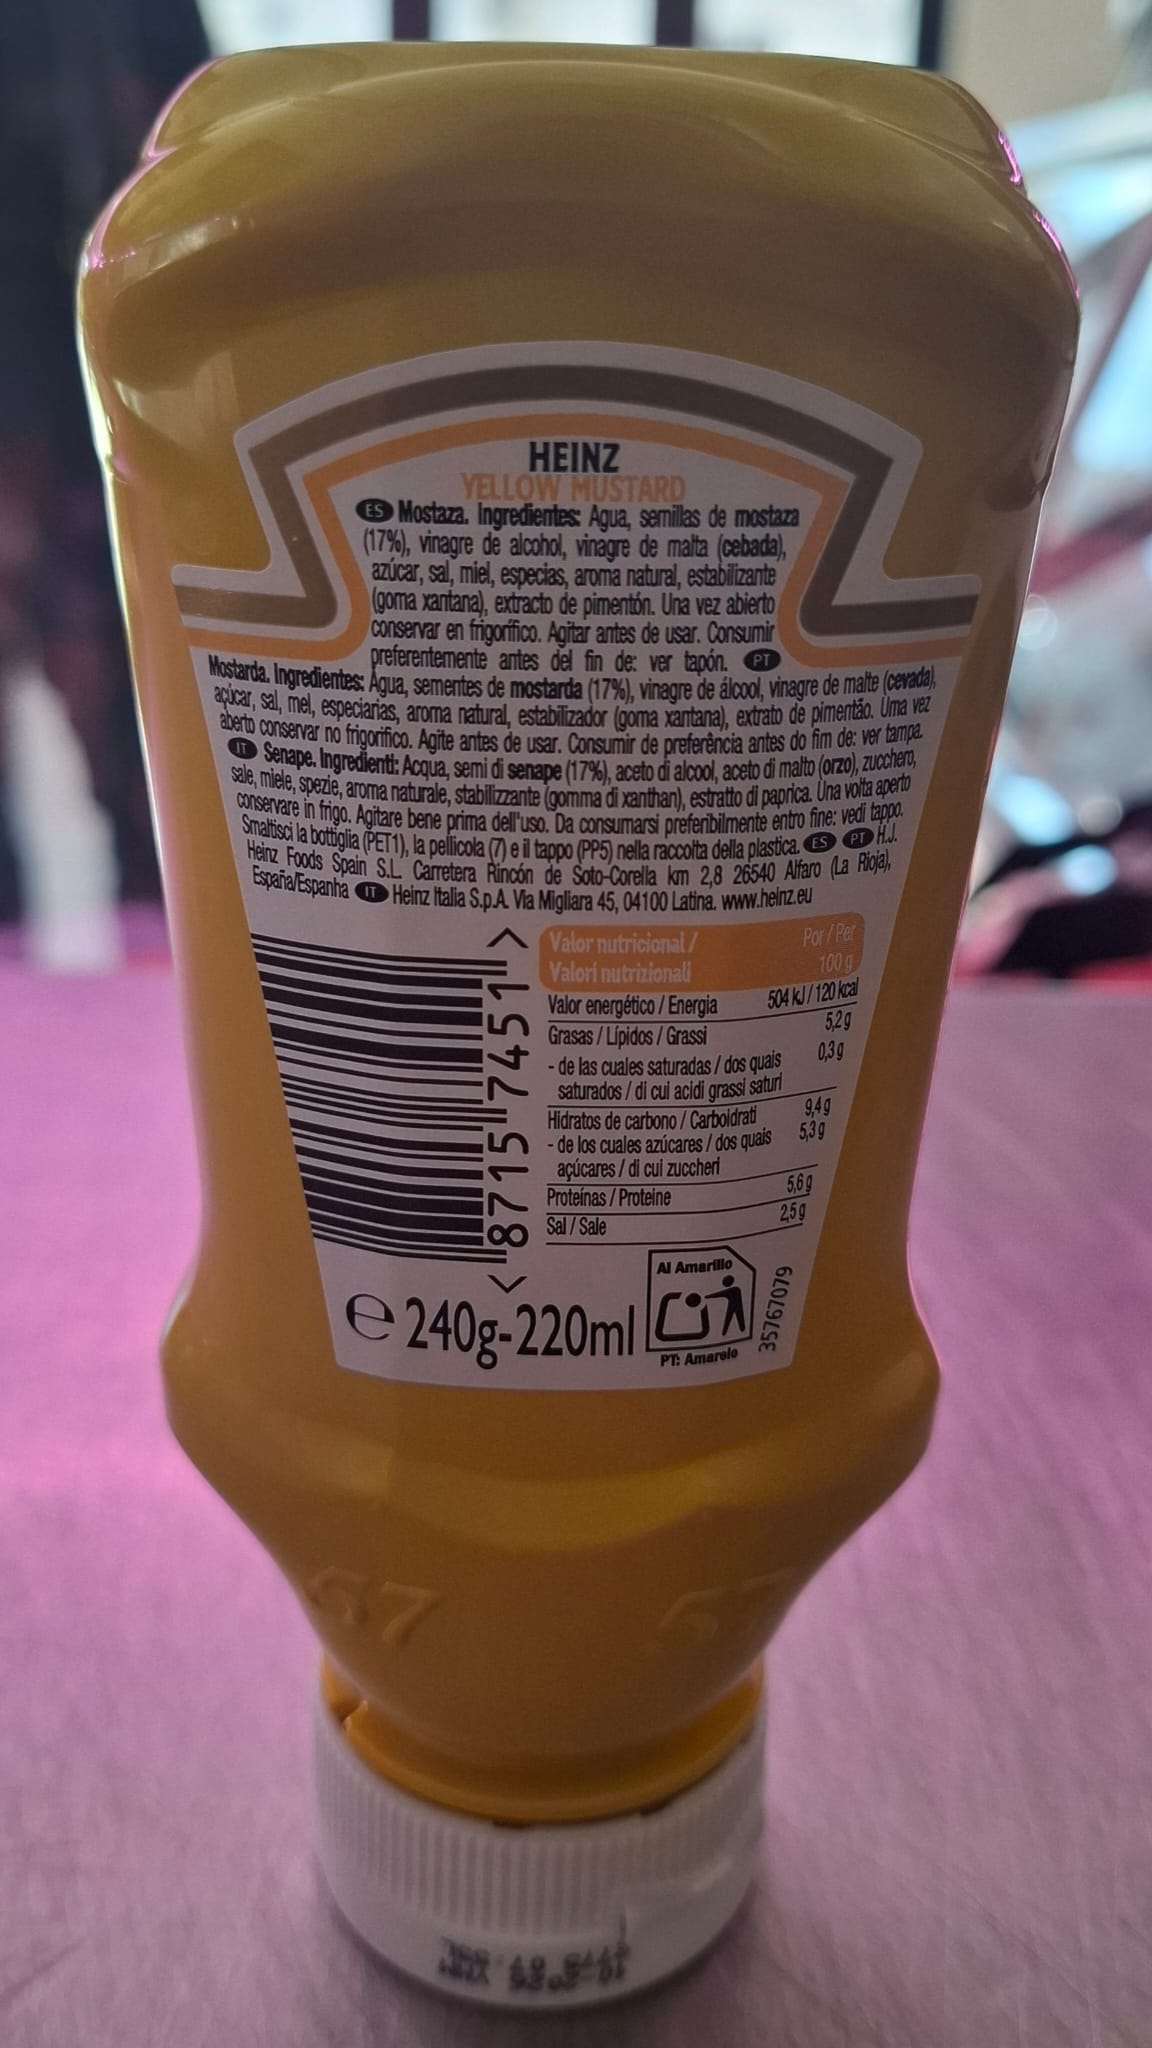 HEINZ
YELLOW MUSTARD
ES Mostaza. Ingredientes: Agua, semillas de mostaza
(17%), vinagre de alcohol, vinagre de malta (cebada),
azúcar, sal, miel, especias, aroma natural, estabilizante
(goma xantana), extracto de pimentón. Una vez abierto
conservar en frigorífico. Agitar antes de usar. Consumir
preferentemente antes del fin de: ver tapón. PT
Mostarda. Ingredientes: Água, sementes de mostarda (17%), vinagre de álcool, vinagre de malte (cevada),
açúcar, sal, mel, especiarias, aroma natural, estabilizador (goma xantana), extrato de pimentão. Uma vez
aberto conservar no frigorífico. Agite antes de usar. Consumir de preferência antes do fim de: ver tampa.
IT Senape. Ingredienti: Acqua, semi di senape (17%), aceto di alcool, aceto di malto (orzo), zucchero,
sale, miele, spezie, aroma naturale, stabilizzante (gomma di xanthan), estratto di paprica. Una volta aperto
conservare in frigo. Agitare bene prima dell'uso. Da consumarsi preferibilmente entro fine: vedi tappo.
Smaltisci la bottiglia (PET1), la pellicola (7) e il tappo (PP5) nella raccolta della plastica. ES PT H.J.
Heinz Foods Spain S.L. Carretera Rincón de Soto-Corella km 2,8 26540 Alfaro (La Rioja),
España/Espanha IT Heinz Italia S.p.A. Via Migliara 45, 04100 Latina. www.heinz.eu
Valor nutricional / Por / Per
Valori nutrizionali 100 g
Valor energético / Energia 504 kJ / 120 kcal
Grasas / Lípidos / Grassi 5,2 g
- de las cuales saturadas / dos quais 0,3 g
saturados / di cui acidi grassi saturi
Hidratos de carbono / Carboidrati 9,4 g
- de los cuales azúcares / dos quais 5,3 g
açúcares / di cui zuccheri
Proteínas / Proteine 5,6 g
Sal / Sale 2,5 g
<8715 7451>
e 240g-220ml
Al Amarillo
PT: Amarelo
35767079
57 57